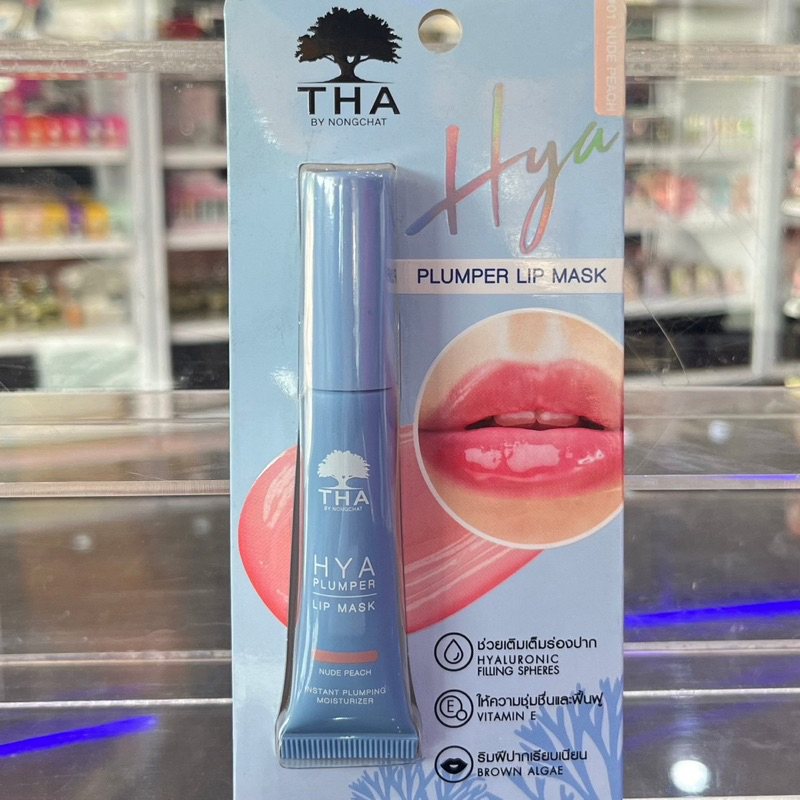 THA
BY NONGCHAT
001 NUDE PEACH
Hya
PLUMPER LIP MASK
THA
BY NONGCHAT
HYA
PLUMPER
LIP MASK
NUDE PEACH
INSTANT PLUMPING
MOISTURIZER
ช่วยเติมเต็มร่องปาก
HYALURONIC
FILLING SPHERES
E
ให้ความชุ่มชื่นและฟื้นฟู
VITAMIN E
ริมฝีปากเรียบเนียน
BROWN ALGAE